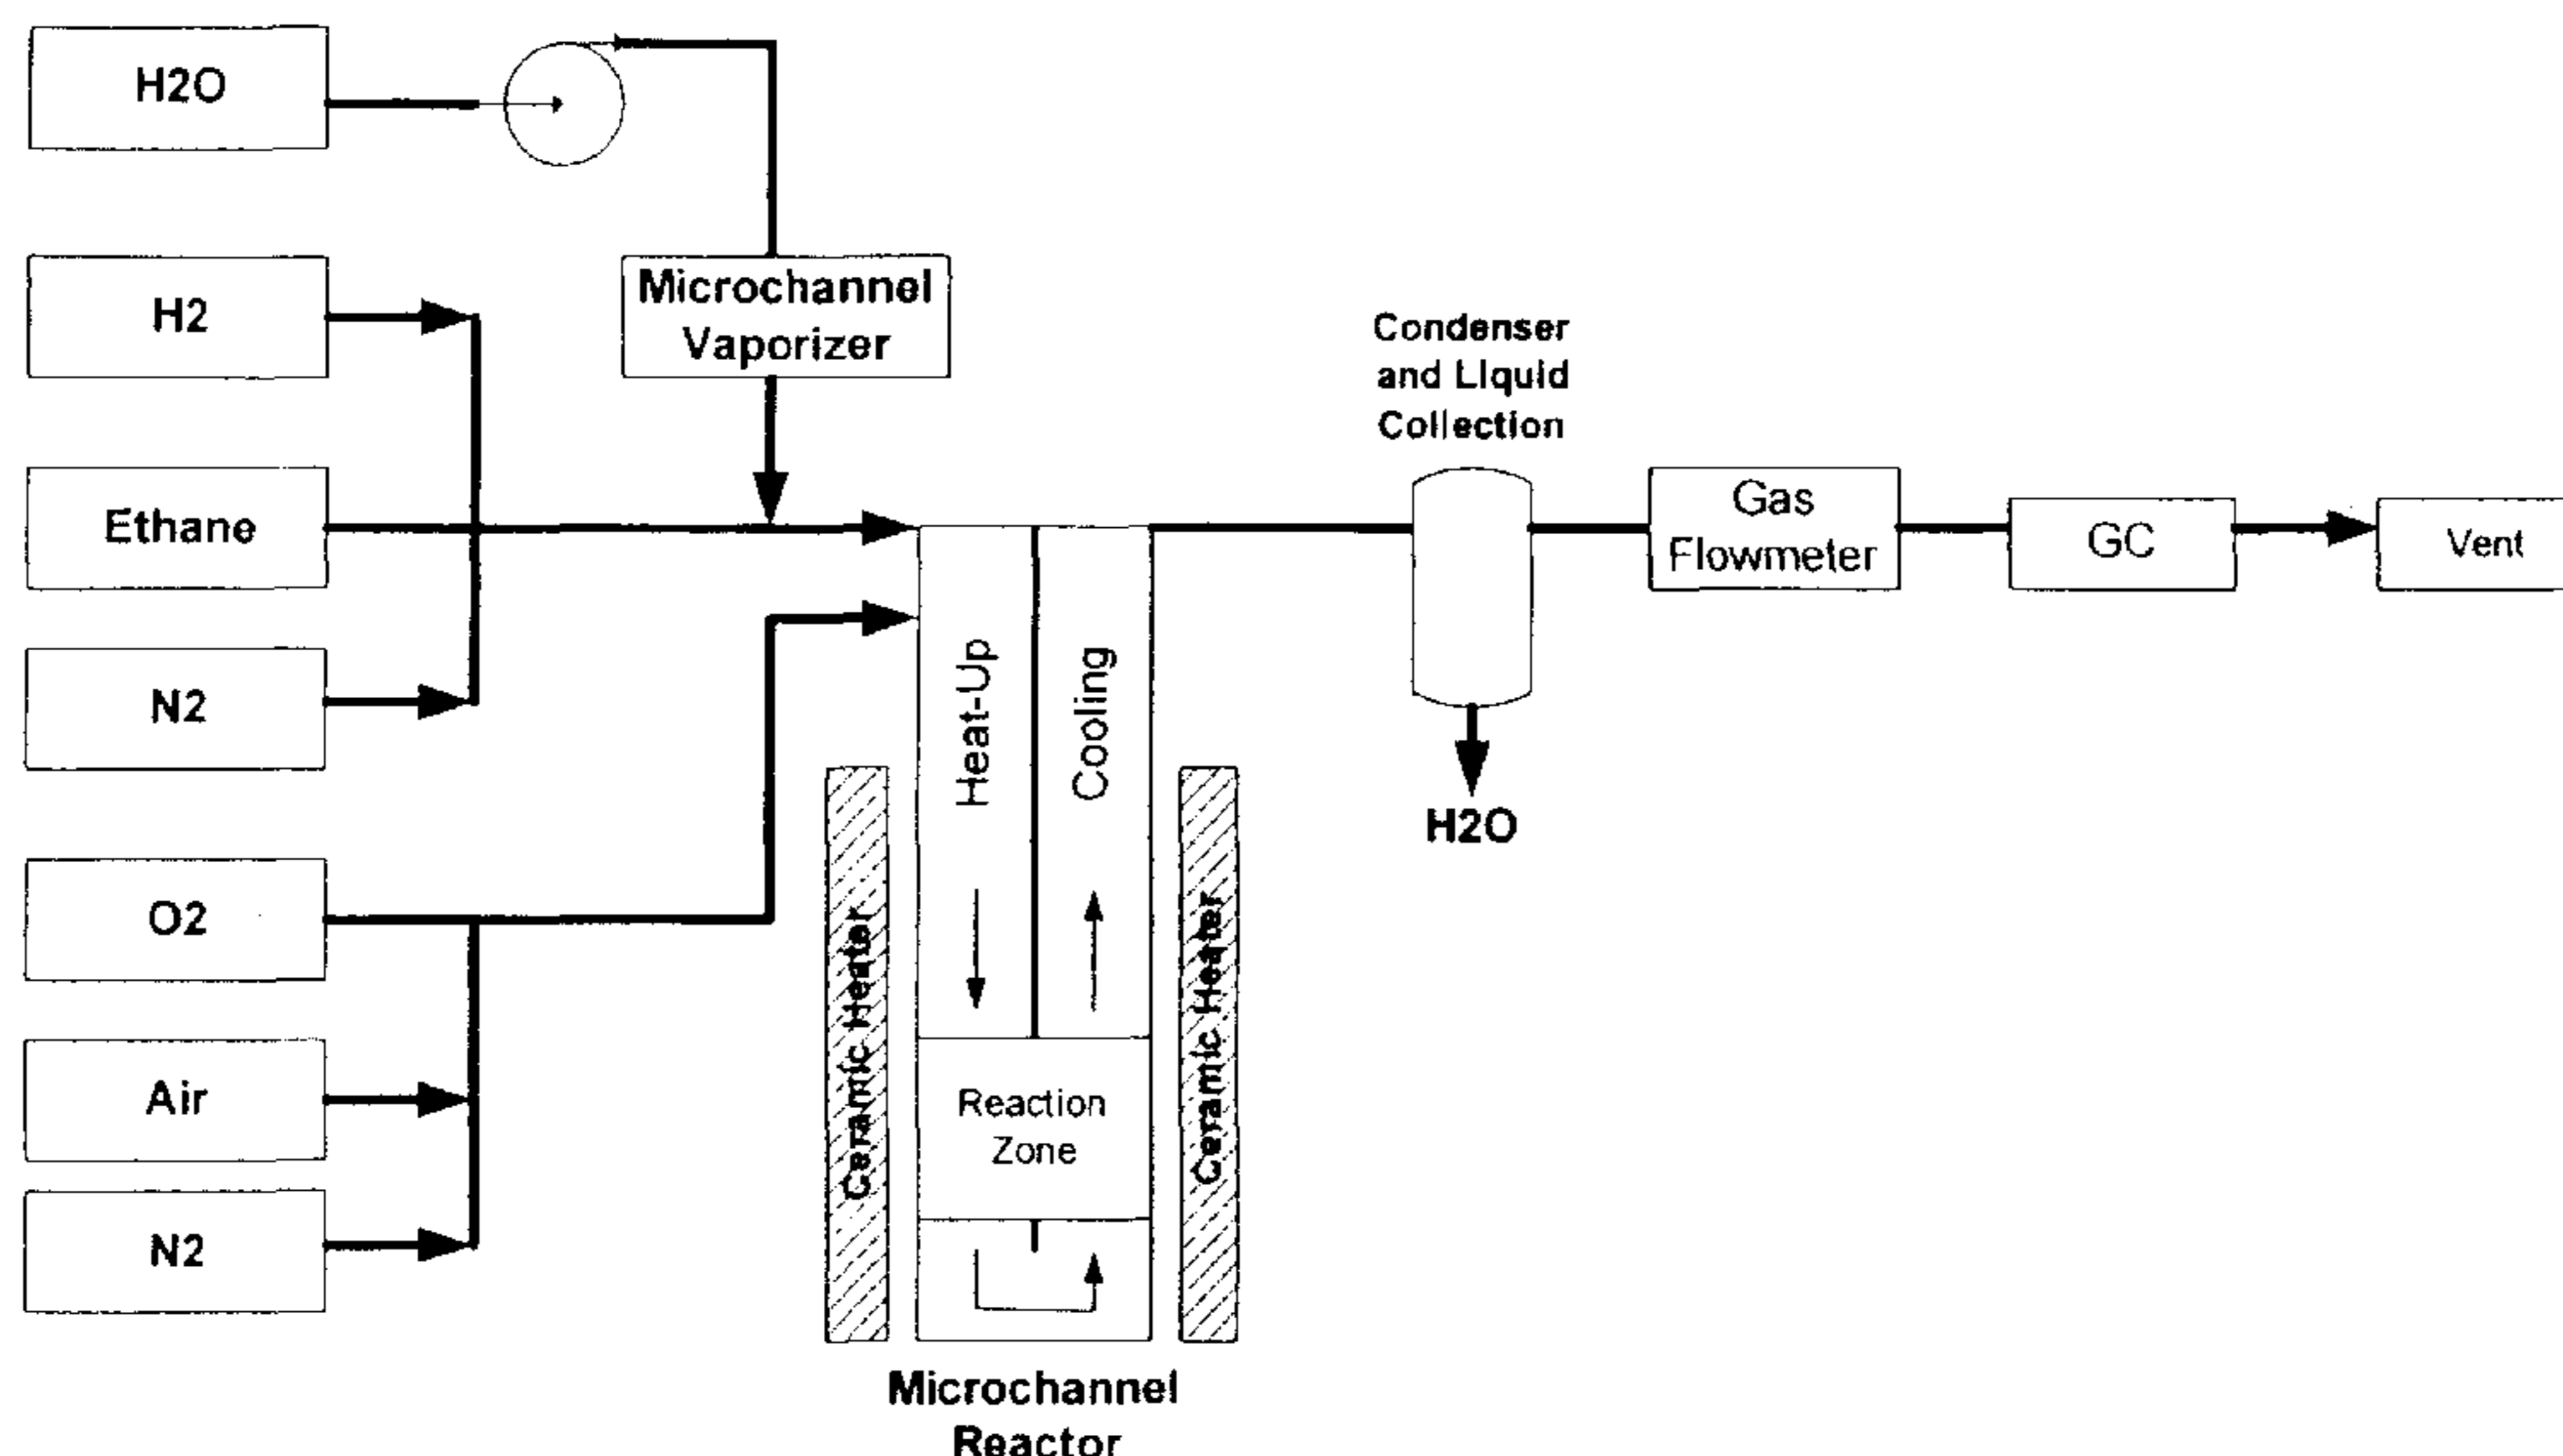 H2O
H2
Microchannel
Vaporizer
Ethane
N2
O2
Air
N2
Heat-Up
Cooling
Ceramic Heater
Ceramic Heater
Reaction
Zone
Microchannel
Reactor
Condenser
and Liquid
Collection
H2O
Gas
Flowmeter
GC
Vent